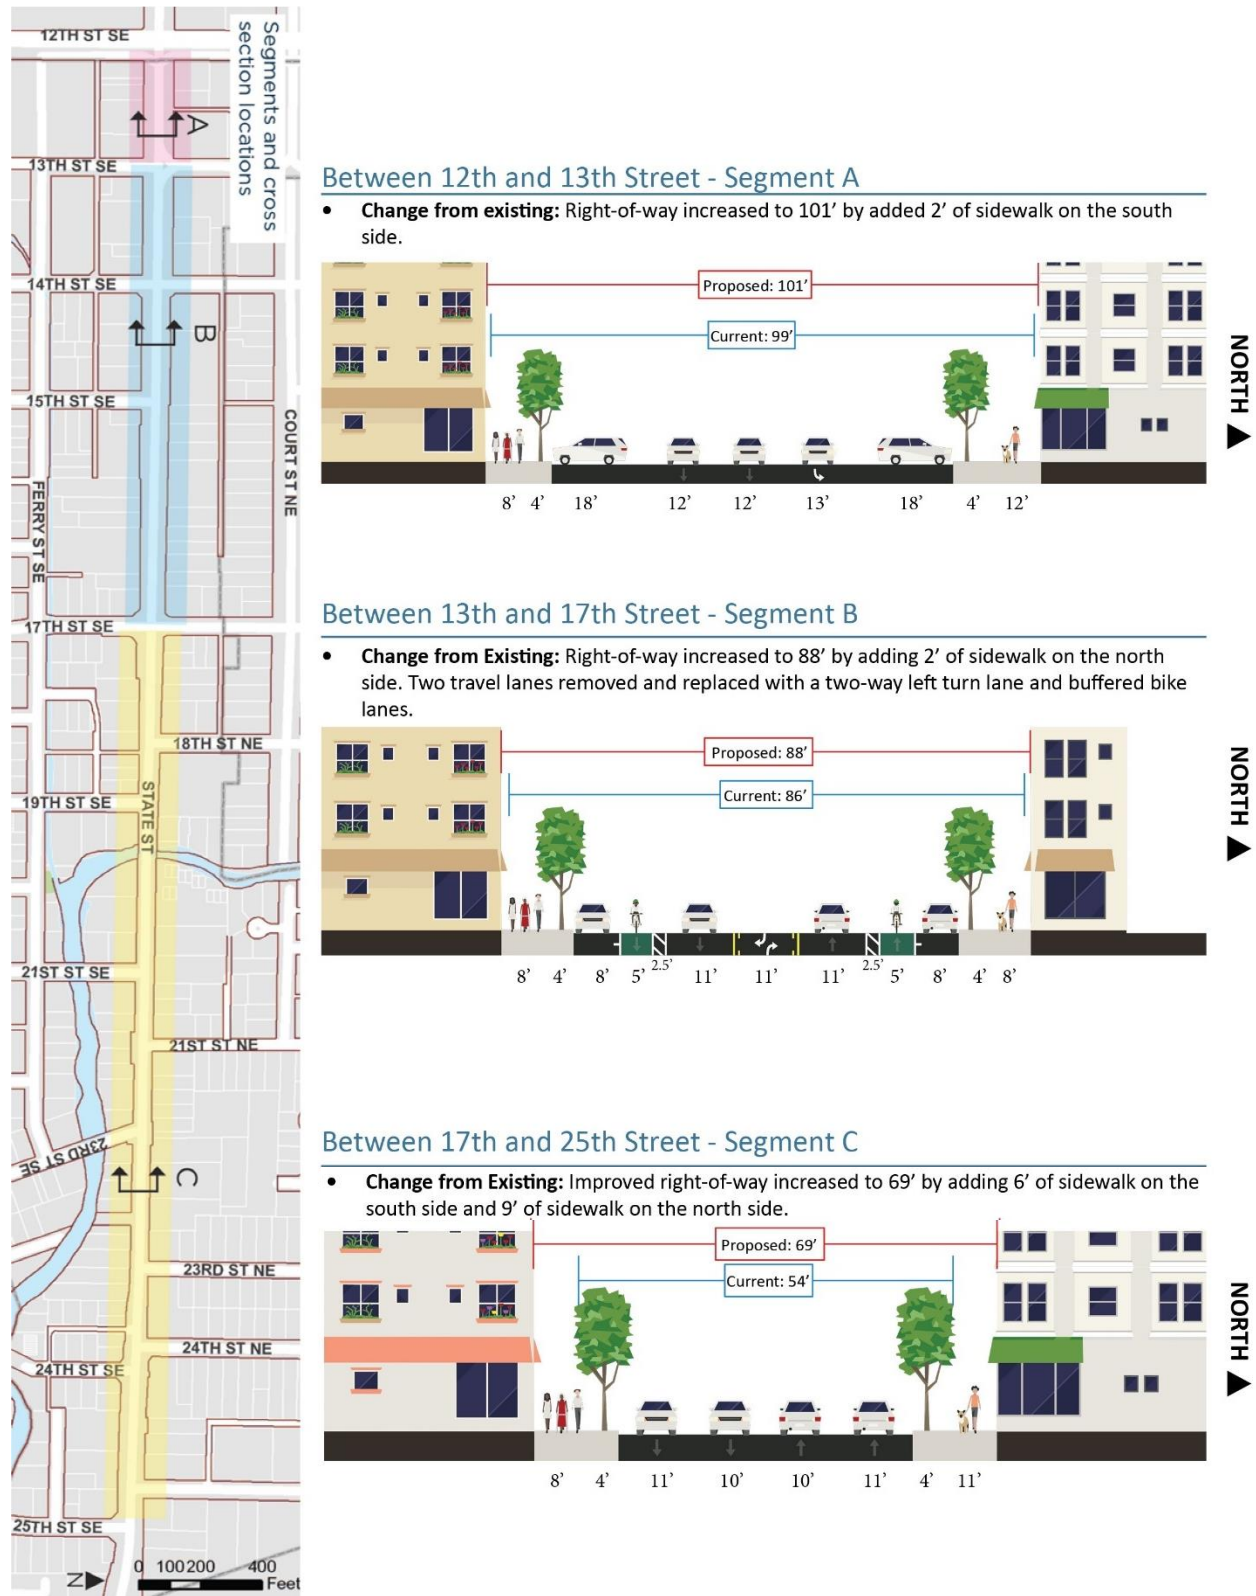 Segments and cross
section locations
12TH ST SE
A
13TH ST SE
14TH ST SE
B
15TH ST SE
COURT ST NE
FERRY ST SE
17TH ST SE
18TH ST NE
STATE ST
19TH ST SE
21ST ST SE
21ST ST NE
23RD ST SE
C
23RD ST NE
24TH ST NE
24TH ST SE
25TH ST SE
N
0 100 200 400
Feet
Between 12th and 13th Street - Segment A
• Change from existing: Right-of-way increased to 101’ by added 2’ of sidewalk on the south
side.
Proposed: 101’
Current: 99’
NORTH
8’ 4’ 18’ 12’ 12’ 13’ 18’ 4’ 12’
Between 13th and 17th Street - Segment B
• Change from Existing: Right-of-way increased to 88’ by adding 2’ of sidewalk on the north
side. Two travel lanes removed and replaced with a two-way left turn lane and buffered bike
lanes.
Proposed: 88’
Current: 86’
NORTH
8’ 4’ 8’ 5’ 2.5’ 11’ 11’ 11’ 2.5’ 5’ 8’ 4’ 8’
Between 17th and 25th Street - Segment C
• Change from Existing: Improved right-of-way increased to 69’ by adding 6’ of sidewalk on the
south side and 9’ of sidewalk on the north side.
Proposed: 69’
Current: 54’
NORTH
8’ 4’ 11’ 10’ 10’ 11’ 4’ 11’